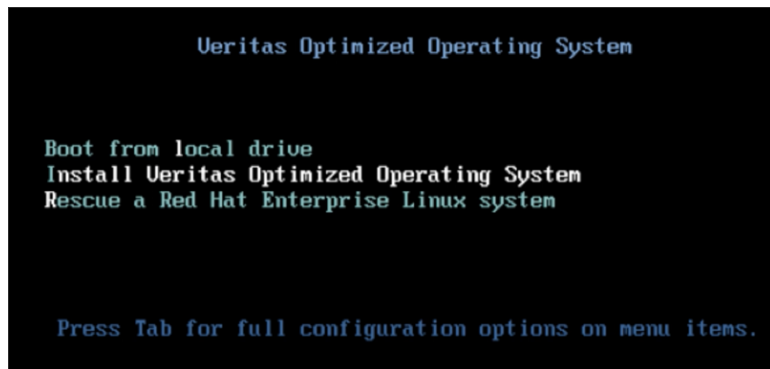 Veritas Optimized Operating System
Boot from local drive
Install Veritas Optimized Operating System
Rescue a Red Hat Enterprise Linux system
Press Tab for full configuration options on menu items.